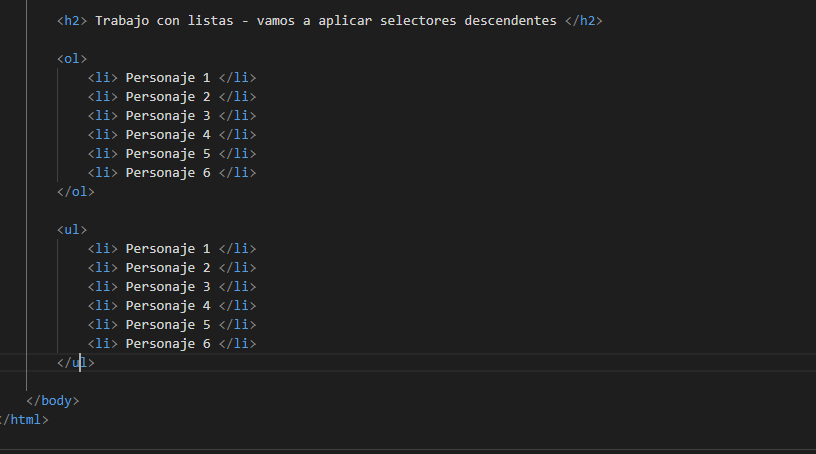 <h2> Trabajo con listas - vamos a aplicar selectores descendentes </h2>
<ol>
<li> Personaje 1 </li>
<li> Personaje 2 </li>
<li> Personaje 3 </li>
<li> Personaje 4 </li>
<li> Personaje 5 </li>
<li> Personaje 6 </li>
</ol>
<ul>
<li> Personaje 1 </li>
<li> Personaje 2 </li>
<li> Personaje 3 </li>
<li> Personaje 4 </li>
<li> Personaje 5 </li>
<li> Personaje 6 </li>
</ul>
</body>
</html>